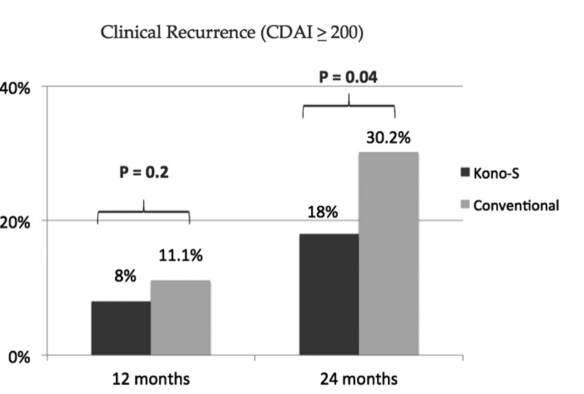 Clinical Recurrence (CDAI ≥ 200)
40%
P = 0.04
30.2%
P = 0.2
Kono-S
Conventional
18%
20%
11.1%
8%
0%
12 months
24 months